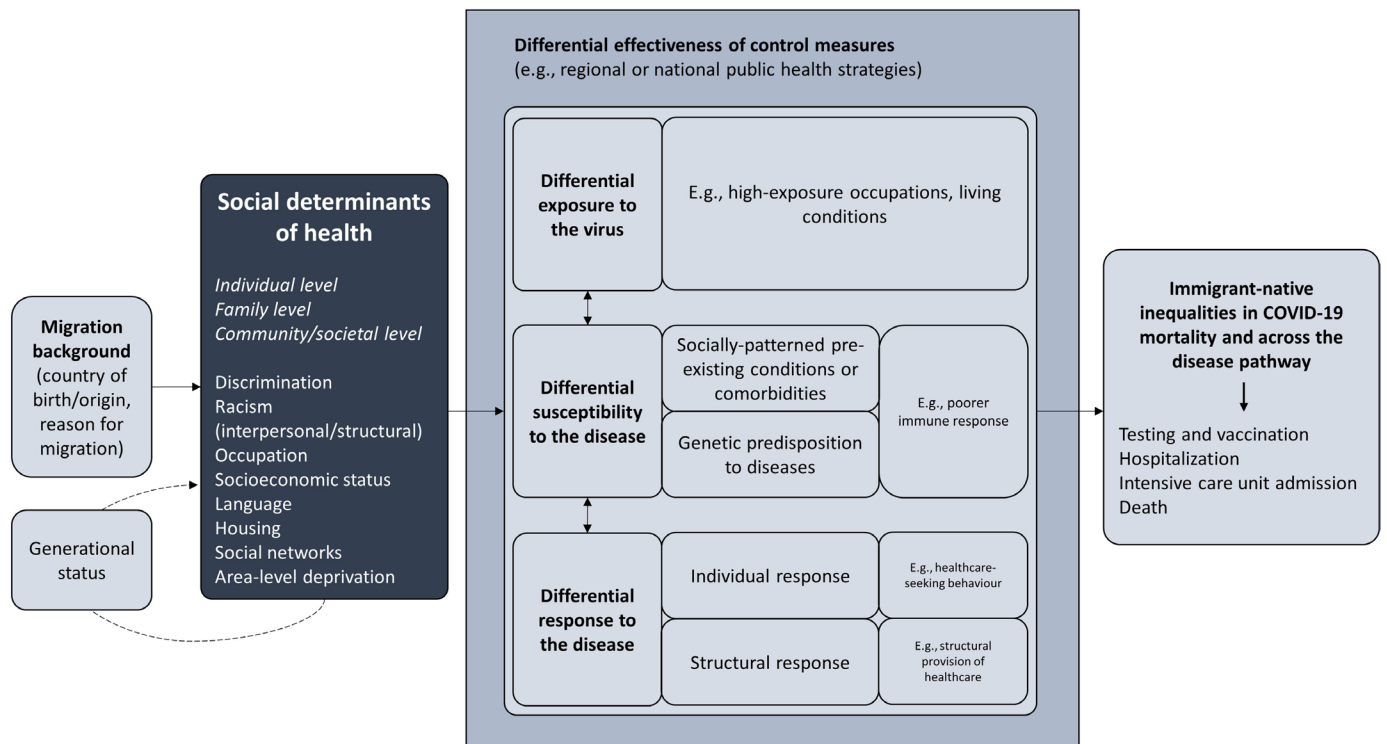 Migration
background
(country of
birth/origin,
reason for
migration)
Generational
status
Social determinants
of health
Individual level
Family level
Community/societal level
Discrimination
Racism
(interpersonal/structural)
Occupation
Socioeconomic status
Language
Housing
Social networks
Area-level deprivation
Differential effectiveness of control measures
(e.g., regional or national public health strategies)
Differential
exposure to
the virus
E.g., high-exposure occupations, living
conditions
Differential
susceptibility
to the disease
Socially-patterned pre-
existing conditions or
comorbidities
Genetic predisposition
to diseases
E.g., poorer
immune response
Differential
response to
the disease
Individual response
E.g., healthcare-
seeking behaviour
Structural response
E.g., structural
provision of
healthcare
Immigrant-native
inequalities in COVID-19
mortality and across the
disease pathway
Testing and vaccination
Hospitalization
Intensive care unit admission
Death